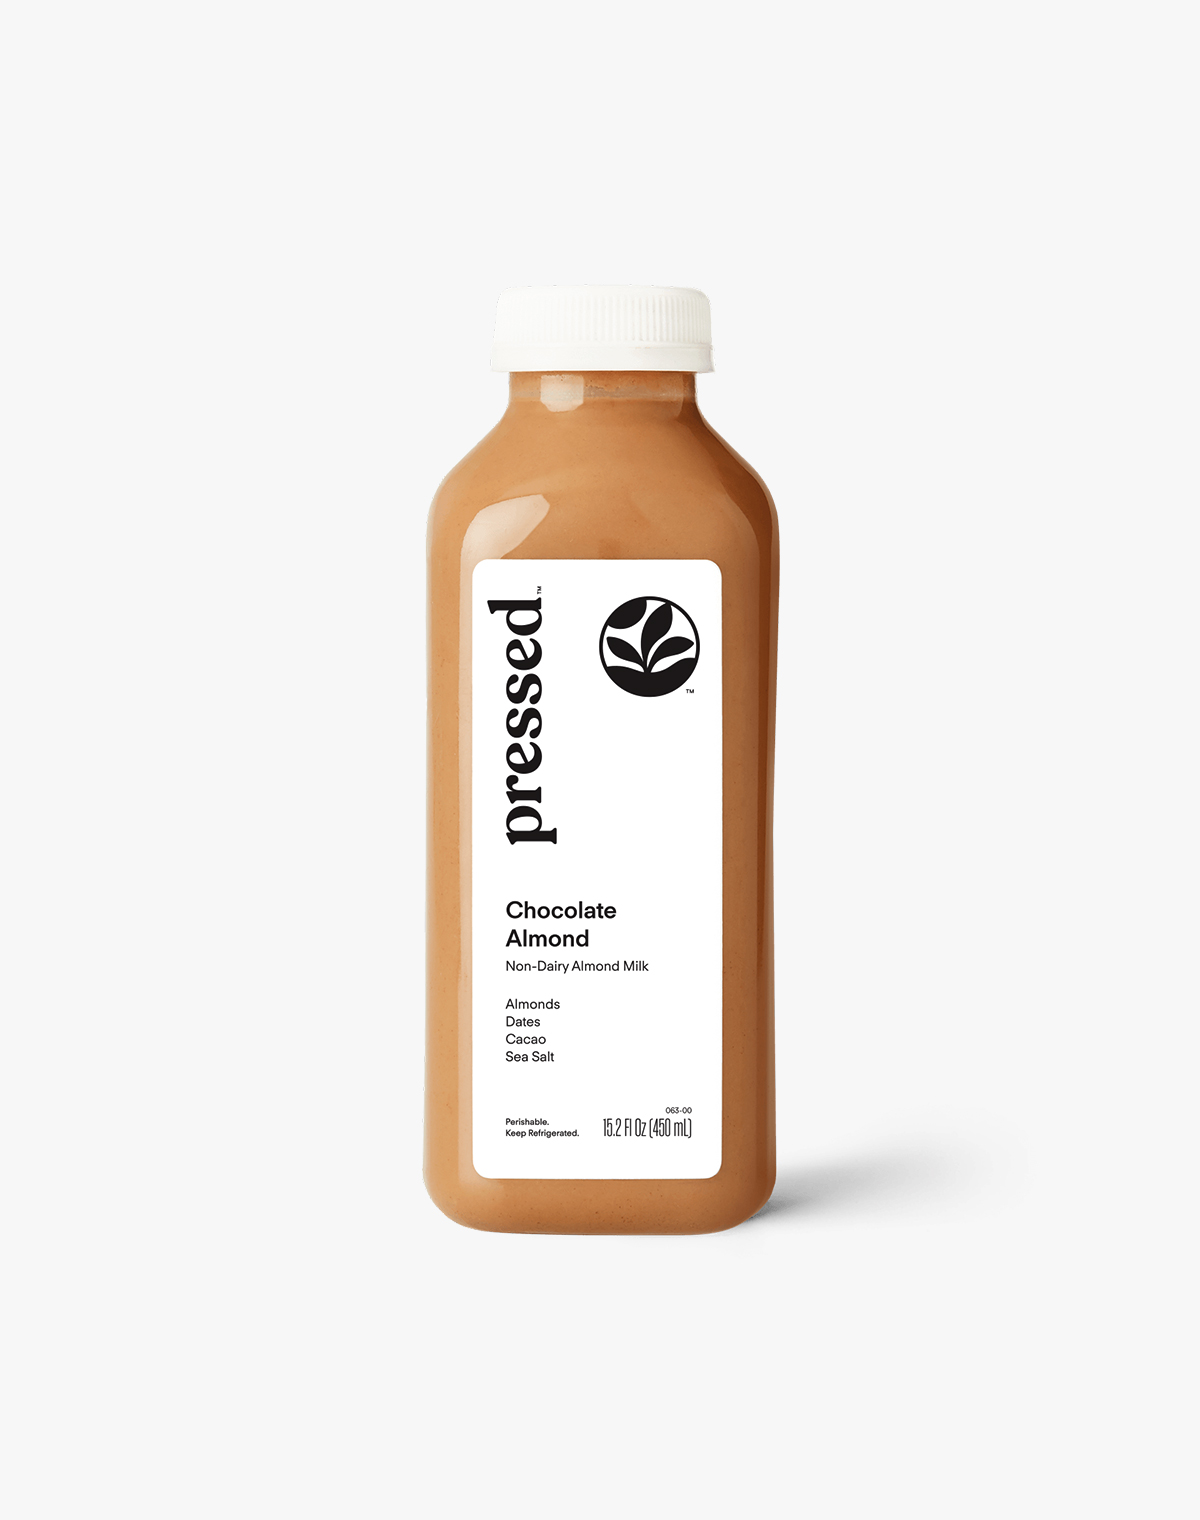 pressed™
™
Chocolate
Almond
Non-Dairy Almond Milk
Almonds
Dates
Cacao
Sea Salt
063-00
Perishable.
Keep Refrigerated.
15.2 Fl Oz (450 mL)